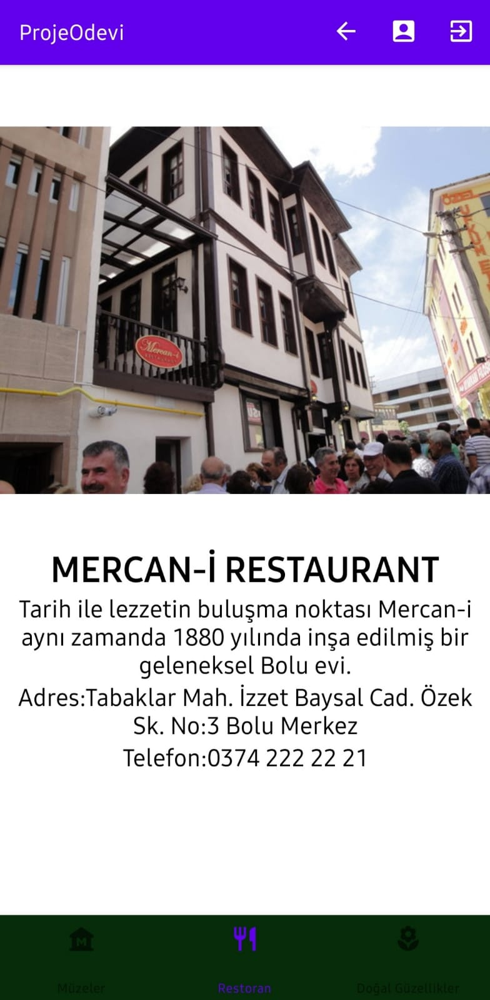 ProjeOdevi
ÖZEL
Mercan-i
RESTAURANT
MERCAN-İ RESTAURANT
Tarih ile lezzetin buluşma noktası Mercan-i
aynı zamanda 1880 yılında inşa edilmiş bir
geleneksel Bolu evi.
Adres:Tabaklar Mah. İzzet Baysal Cad. Özek
Sk. No:3 Bolu Merkez
Telefon:0374 222 22 21
Müzeler
Restoran
Doğal Güzellikler